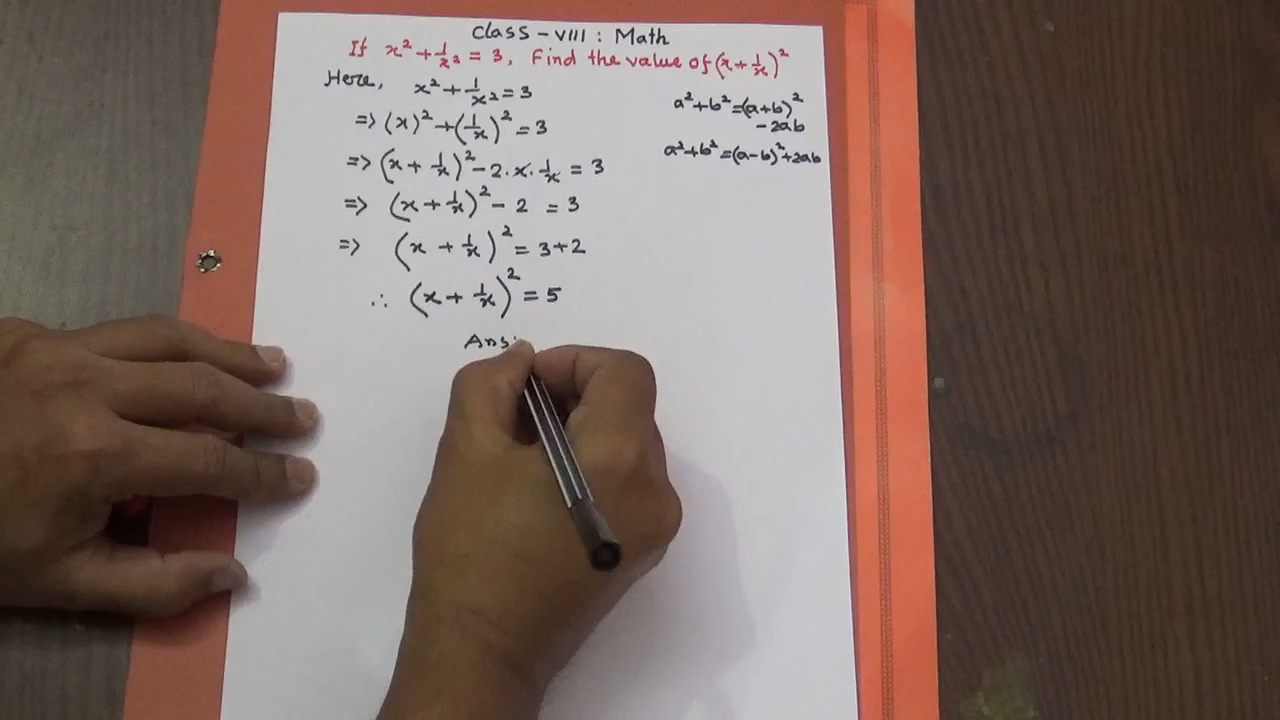 Class - VIII : Math
If x² + 1/x² = 3, Find the value of (x + 1/x)²
Here, x² + 1/x² = 3
=> (x)² + (1/x)² = 3
=> (x + 1/x)² - 2 . x . 1/x = 3
=> (x + 1/x)² - 2 = 3
=> (x + 1/x)² = 3+2
∴ (x + 1/x)² = 5
Ans:
a² + b² = (a+b)²
- 2ab
a² + b² = (a-b)² + 2ab